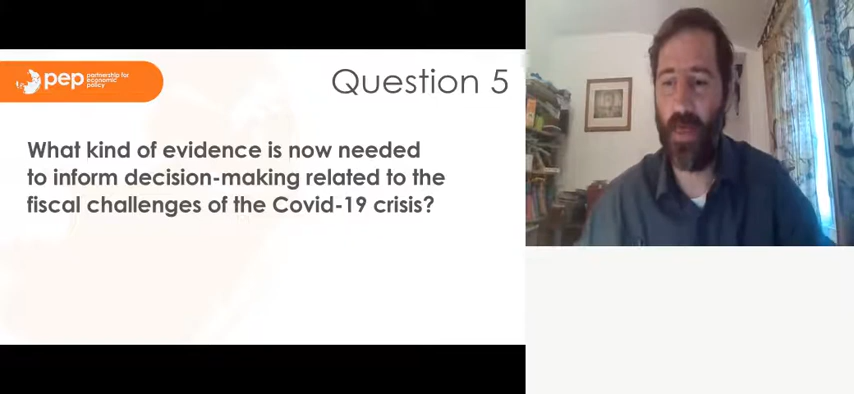 pep
partnership for
economic
policy
Question 5
What kind of evidence is now needed
to inform decision-making related to the
fiscal challenges of the Covid-19 crisis?